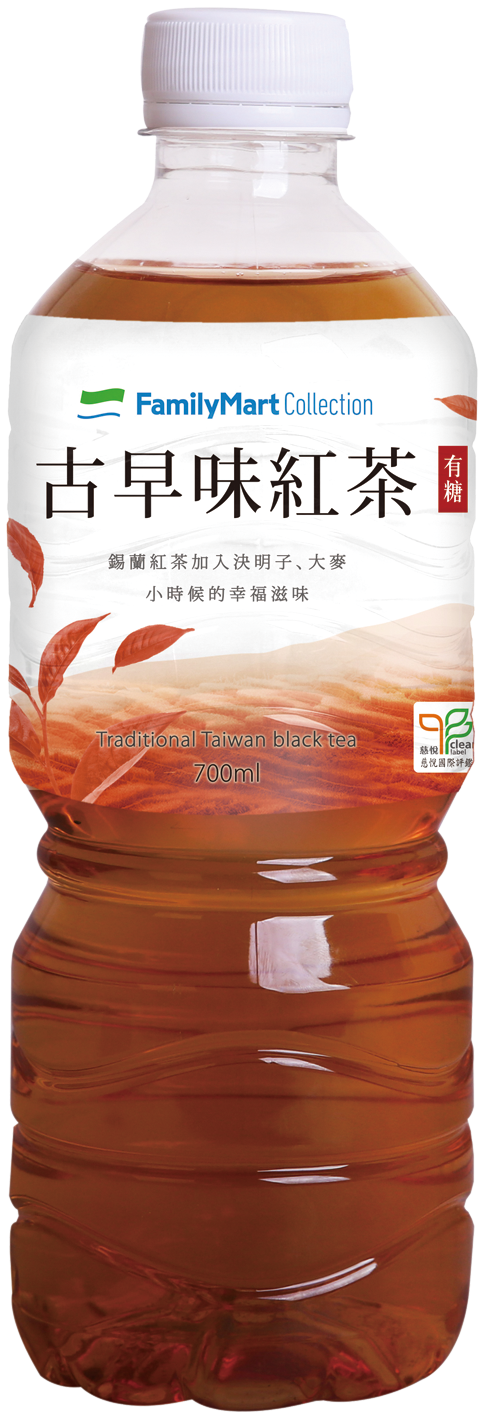 FamilyMart Collection
古早味紅茶
有糖
錫蘭紅茶加入決明子、大麥
小時候的幸福滋味
Traditional Taiwan black tea
700ml
慈悅
clean
label
慈悅國際評鑑